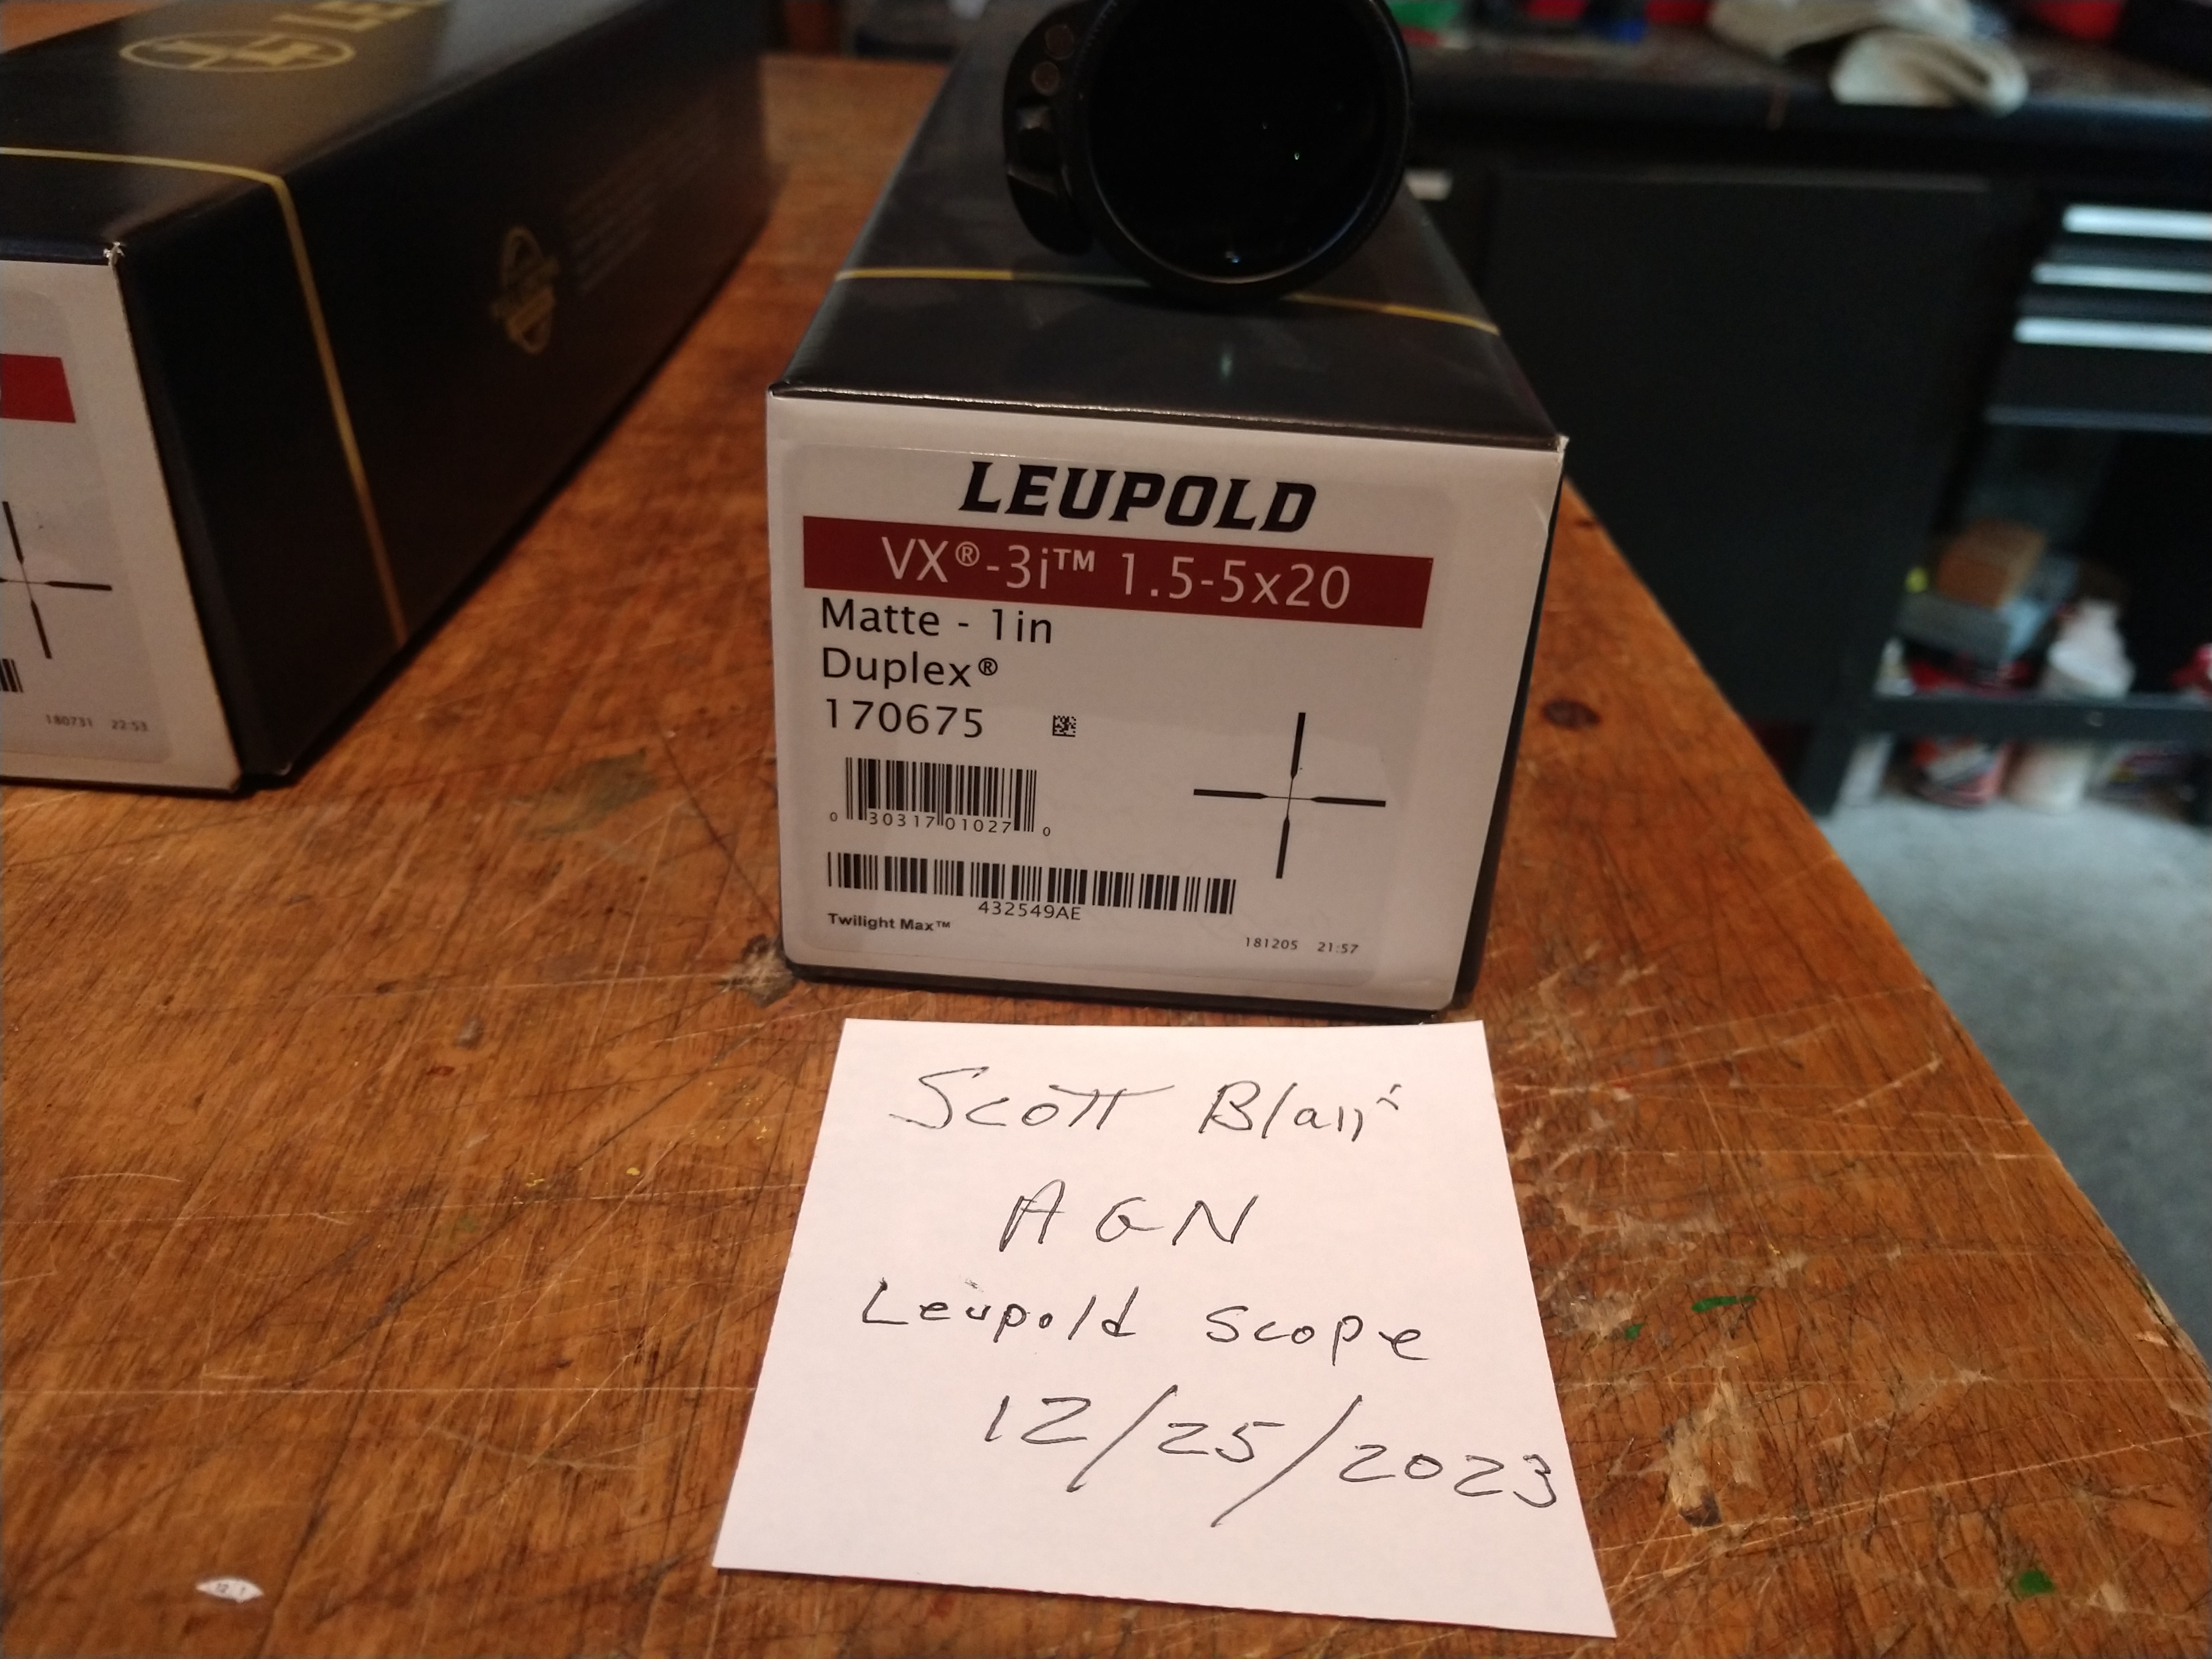 LEUPOLD
VX®-3i™ 1.5-5x20
Matte - 1in
Duplex®
170675
0 30317 01027 0
432549AE
Twilight Max™
181205 21:57
180731 22:53
Scott Blair
AGN
Leupold Scope
12/25/2023